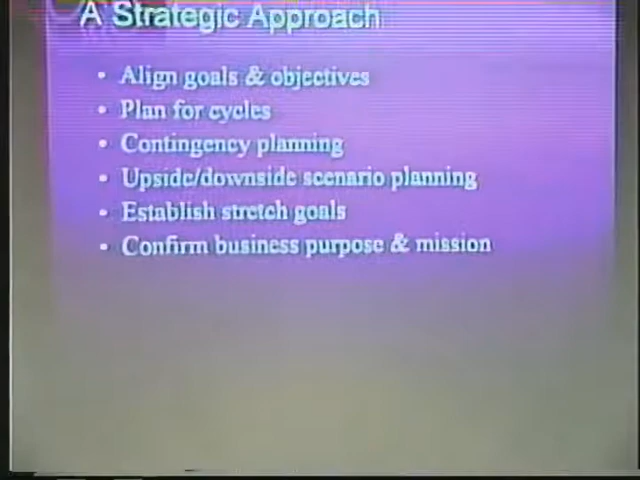 A Strategic Approach
• Align goals & objectives
• Plan for cycles
• Contingency planning
• Upside/downside scenario planning
• Establish stretch goals
• Confirm business purpose & mission